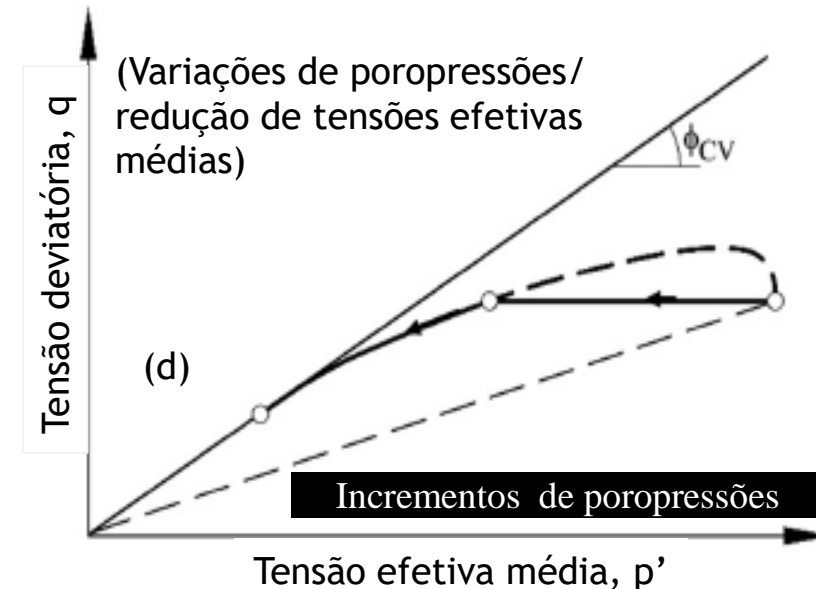 (Variações de poropressões/
redução de tensões efetivas
médias)
ϕCV
Tensão deviatória, q
(d)
Incrementos de poropressões
Tensão efetiva média, p’